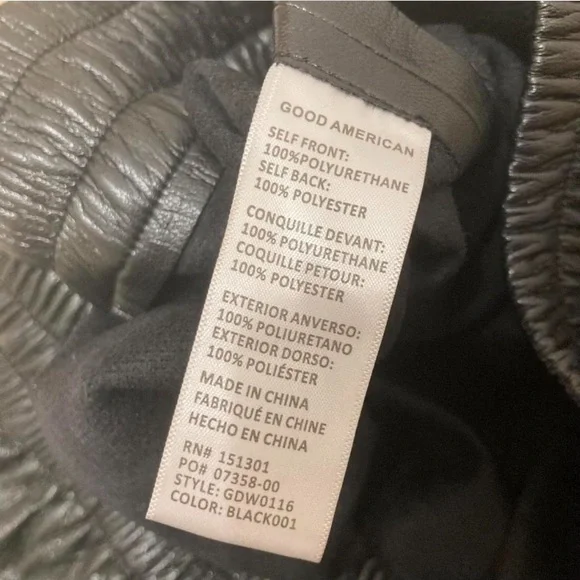 GOOD AMERICAN
SELF FRONT:
100%POLYURETHANE
SELF BACK:
100% POLYESTER
CONQUILLE DEVANT:
100% POLYURETHANE
COQUILLE PETOUR:
100% POLYESTER
EXTERIOR ANVERSO:
100% POLIURETANO
EXTERIOR DORSO:
100% POLIÉSTER
MADE IN CHINA
FABRIQUÉ EN CHINE
HECHO EN CHINA
RN# 151301
PO# 07358-00
STYLE: GDW0116
COLOR: BLACK001